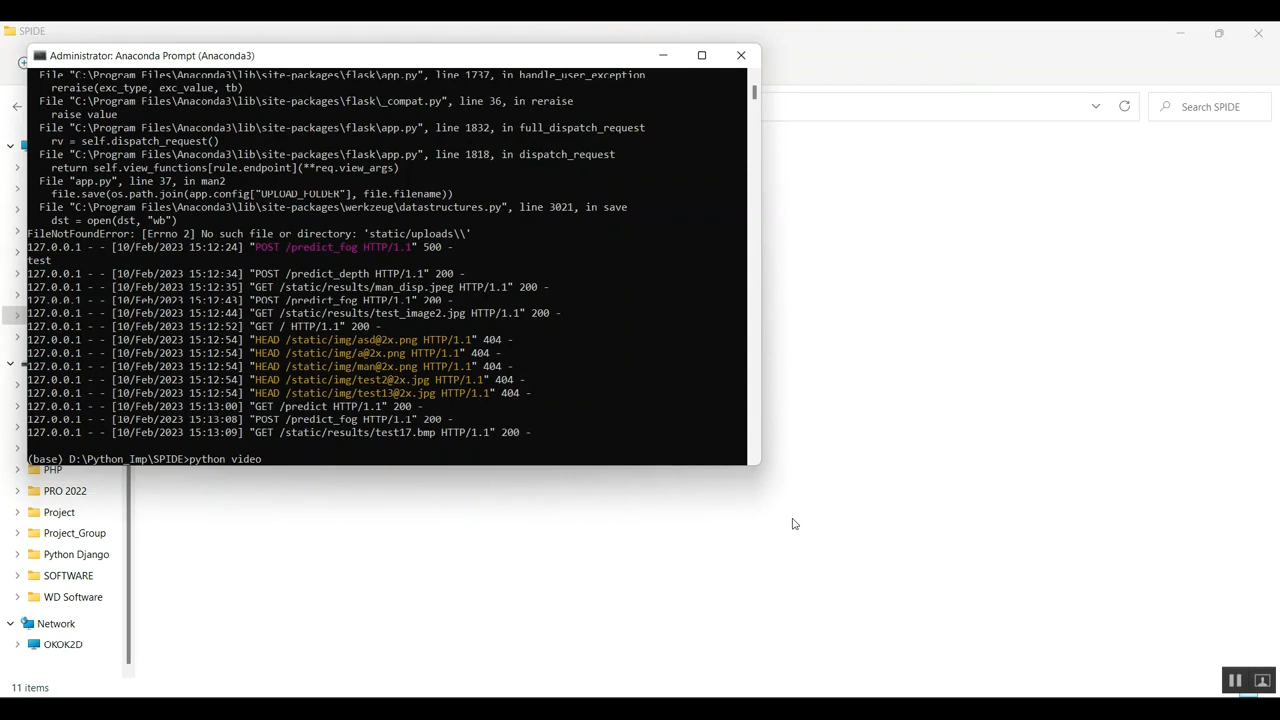 SPIDE
Administrator: Anaconda Prompt (Anaconda3)
Search SPIDE
File "C:\Program Files\Anaconda3\lib\site-packages\flask\app.py", line 1737, in handle_user_exception
reraise(exc_type, exc_value, tb)
File "C:\Program Files\Anaconda3\lib\site-packages\flask\_compat.py", line 36, in reraise
raise value
File "C:\Program Files\Anaconda3\lib\site-packages\flask\app.py", line 1832, in full_dispatch_request
rv = self.dispatch_request()
File "C:\Program Files\Anaconda3\lib\site-packages\flask\app.py", line 1818, in dispatch_request
return self.view_functions[rule.endpoint](**req.view_args)
File "app.py", line 37, in man2
file.save(os.path.join(app.config["UPLOAD_FOLDER"], file.filename))
File "C:\Program Files\Anaconda3\lib\site-packages\werkzeug\datastructures.py", line 3021, in save
dst = open(dst, "wb")
FileNotFoundError: [Errno 2] No such file or directory: 'static/uploads\\'
127.0.0.1 - - [10/Feb/2023 15:12:24] "POST /predict_fog HTTP/1.1" 500 -
test
127.0.0.1 - - [10/Feb/2023 15:12:34] "POST /predict_depth HTTP/1.1" 200 -
127.0.0.1 - - [10/Feb/2023 15:12:35] "GET /static/results/man_disp.jpeg HTTP/1.1" 200 -
127.0.0.1 - - [10/Feb/2023 15:12:43] "POST /predict_fog HTTP/1.1" 200 -
127.0.0.1 - - [10/Feb/2023 15:12:44] "GET /static/results/test_image2.jpg HTTP/1.1" 200 -
127.0.0.1 - - [10/Feb/2023 15:12:52] "GET / HTTP/1.1" 200 -
127.0.0.1 - - [10/Feb/2023 15:12:54] "HEAD /static/img/asd@2x.png HTTP/1.1" 404 -
127.0.0.1 - - [10/Feb/2023 15:12:54] "HEAD /static/img/a@2x.png HTTP/1.1" 404 -
127.0.0.1 - - [10/Feb/2023 15:12:54] "HEAD /static/img/man@2x.png HTTP/1.1" 404 -
127.0.0.1 - - [10/Feb/2023 15:12:54] "HEAD /static/img/test2@2x.jpg HTTP/1.1" 404 -
127.0.0.1 - - [10/Feb/2023 15:12:54] "HEAD /static/img/test13@2x.jpg HTTP/1.1" 404 -
127.0.0.1 - - [10/Feb/2023 15:13:00] "GET /predict HTTP/1.1" 200 -
127.0.0.1 - - [10/Feb/2023 15:13:08] "POST /predict_fog HTTP/1.1" 200 -
127.0.0.1 - - [10/Feb/2023 15:13:09] "GET /static/results/test17.bmp HTTP/1.1" 200 -
(base) D:\Python_Imp\SPIDE>python video
PHP
PRO 2022
Project
Project_Group
Python Django
SOFTWARE
WD Software
Network
OKOK2D
11 items